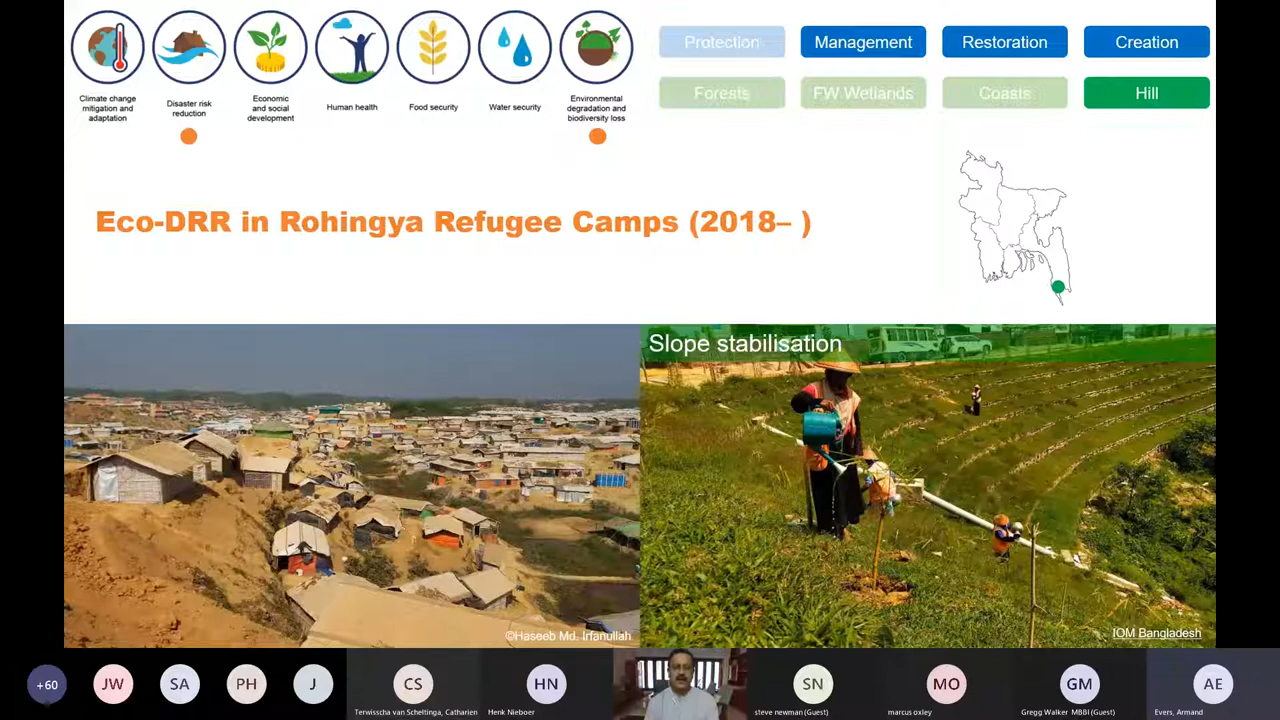 Climate change
mitigation and
adaptation
Disaster risk
reduction
Economic
and social
development
Human health
Food security
Water security
Environmental
degradation and
biodiversity loss
Protection
Management
Restoration
Creation
Forests
FW Wetlands
Coasts
Hill
Eco-DRR in Rohingya Refugee Camps (2018– )
Slope stabilisation
©Haseeb Md. Irfanullah
IOM Bangladesh
+60
JW
SA
PH
J
CS
HN
SN
MO
GM
AE
Terwisscha van Scheltinga, Catharien
Henk Nieboer
steve newman (Guest)
marcus oxley
Gregg Walker MBBI (Guest)
Evers, Armand